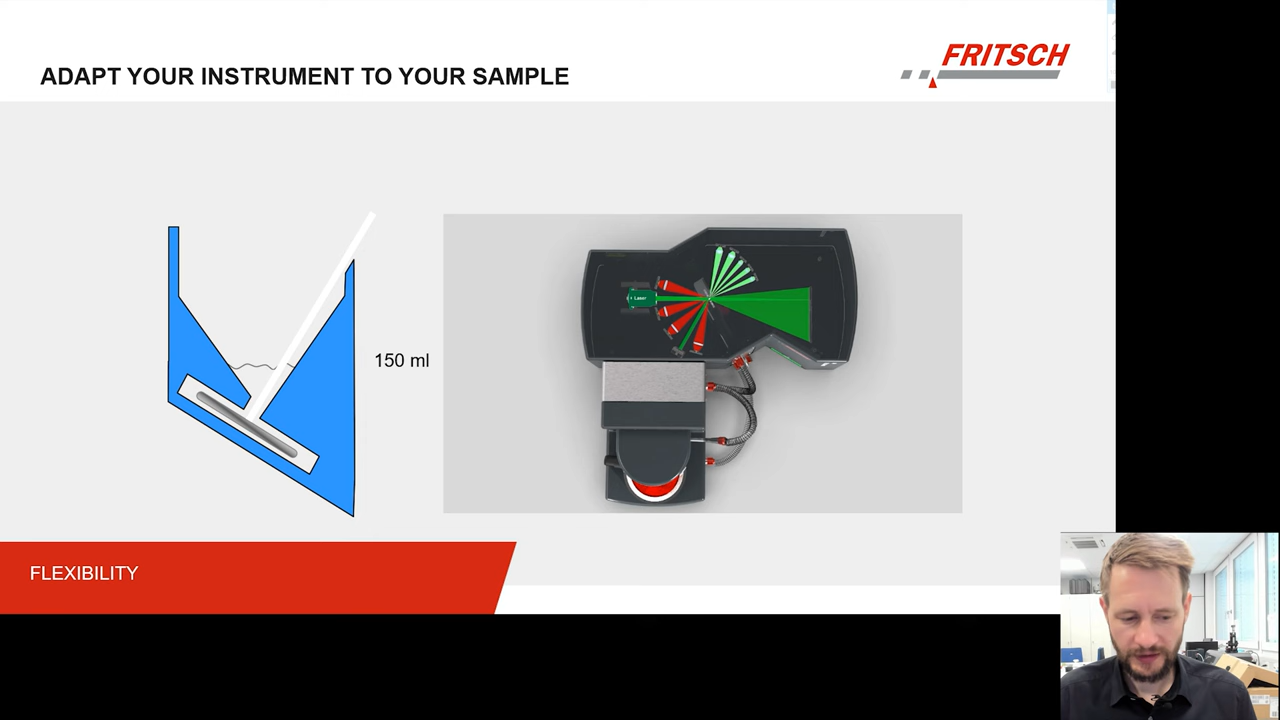 ADAPT YOUR INSTRUMENT TO YOUR SAMPLE
FRITSCH
Laser
150 ml
FLEXIBILITY